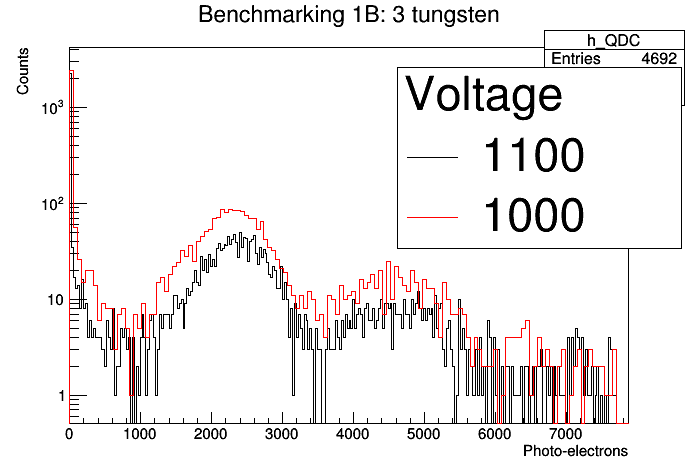 Benchmarking 1B: 3 tungsten
h_QDC
Entries 4692
Voltage
1100
1000
Counts
10³
10²
10
1
0 1000 2000 3000 4000 5000 6000 7000
Photo-electrons